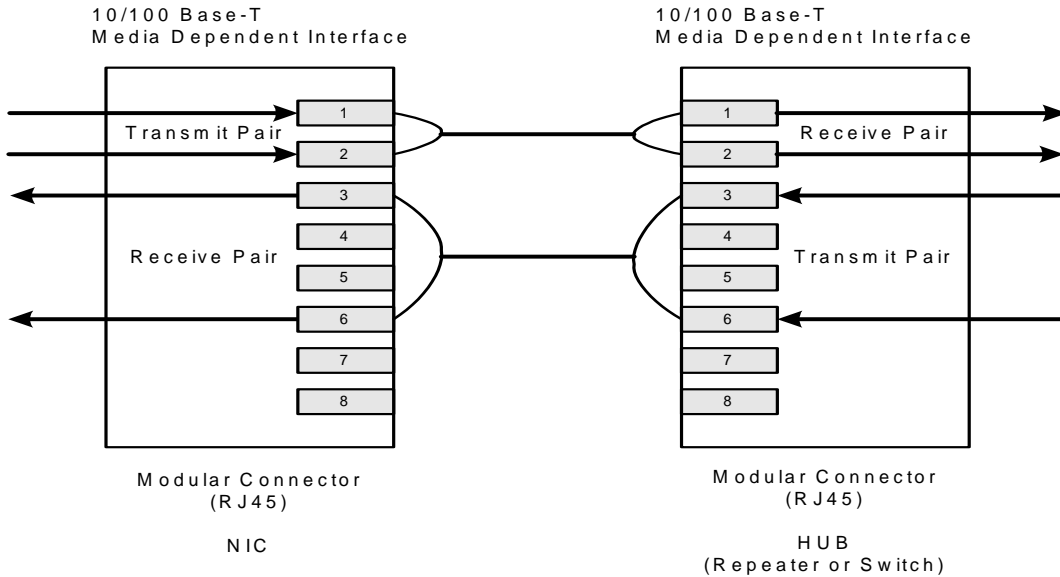 10/100 Base-T
Media Dependent Interface
10/100 Base-T
Media Dependent Interface
1
Transmit Pair
2
3
4
Receive Pair
5
6
7
8
1
Receive Pair
2
3
4
Transmit Pair
5
6
7
8
Modular Connector
(RJ45)
NIC
Modular Connector
(RJ45)
HUB
(Repeater or Switch)